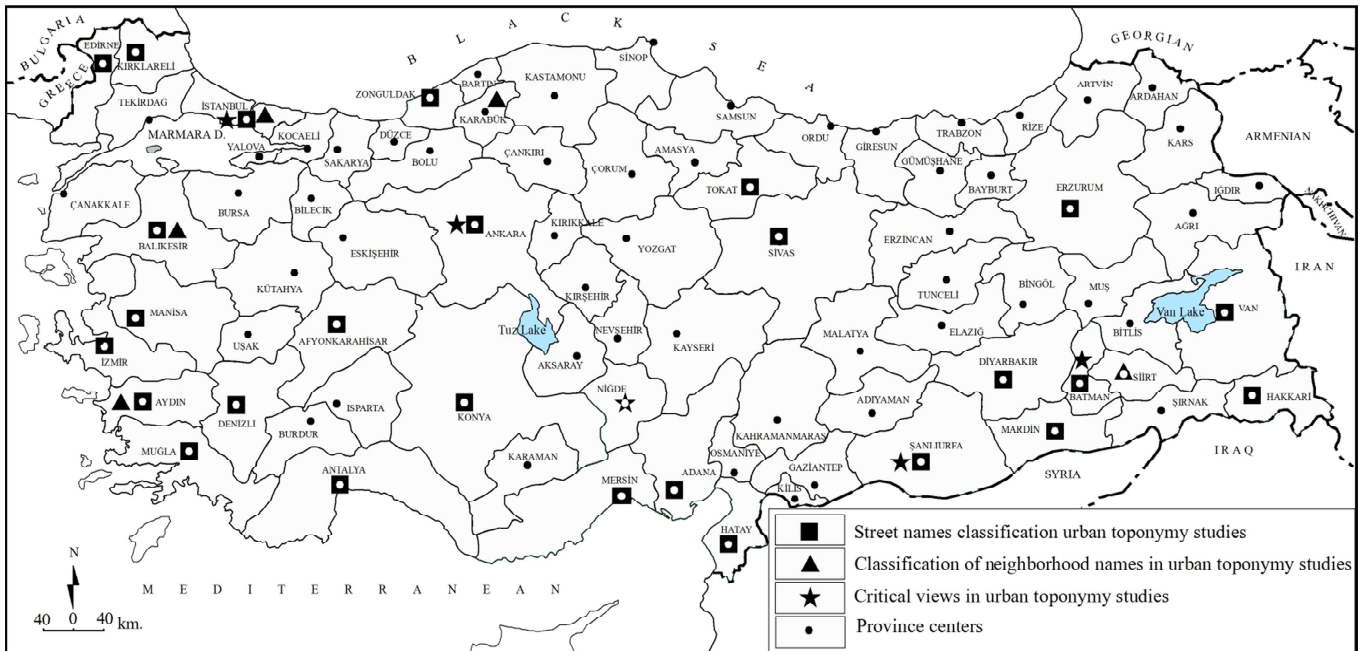 BULGARIA
GREECE
B L A C K S E A
GEORGIAN
ARMENIAN
NAKHCHIVAN
IRAN
IRAQ
SYRIA
M E D I T E R R A N E A N
EDİRNE
KIRKLARELİ
TEKİRDAG
İSTANBUL
MARMARA D.
YALOVA
KOCAELİ
SAKARYA
DÜZCE
BOLU
ZONGULDAK
BARTIN
KARABÜK
KASTAMONU
SİNOP
ÇANKIRI
ÇORUM
SAMSUN
AMASYA
TOKAT
ORDU
GİRESUN
GÜMÜŞHANE
TRABZON
BAYBURT
RİZE
ARTVİN
ARDAHAN
KARS
IĞDIR
AĞRI
ERZURUM
ERZİNCAN
ÇANAKKALE
BALIKESİR
BURSA
BİLECİK
ESKİŞEHİR
KÜTAHYA
ANKARA
KIRIKKALE
KIRŞEHİR
YOZGAT
SİVAS
TUNCELİ
BİNGÖL
MUŞ
BİTLİS
Van Lake
VAN
MANİSA
İZMİR
UŞAK
AFYONKARAHİSAR
Tuz Lake
AKSARAY
NEVŞEHİR
KAYSERİ
NİĞDE
MALATYA
ELAZIĞ
DİYARBAKIR
BATMAN
SİİRT
ŞIRNAK
HAKKARİ
MARDİN
AYDIN
DENİZLİ
MUĞLA
BURDUR
ISPARTA
ANTALYA
KONYA
KARAMAN
MERSİN
ADANA
OSMANİYE
KAHRAMANMARAŞ
ADIYAMAN
GAZİANTEP
KİLİS
ŞANLIURFA
HATAY
N
40 0 40 km.
Street names classification urban toponymy studies
Classification of neighborhood names in urban toponymy studies
Critical views in urban toponymy studies
Province centers